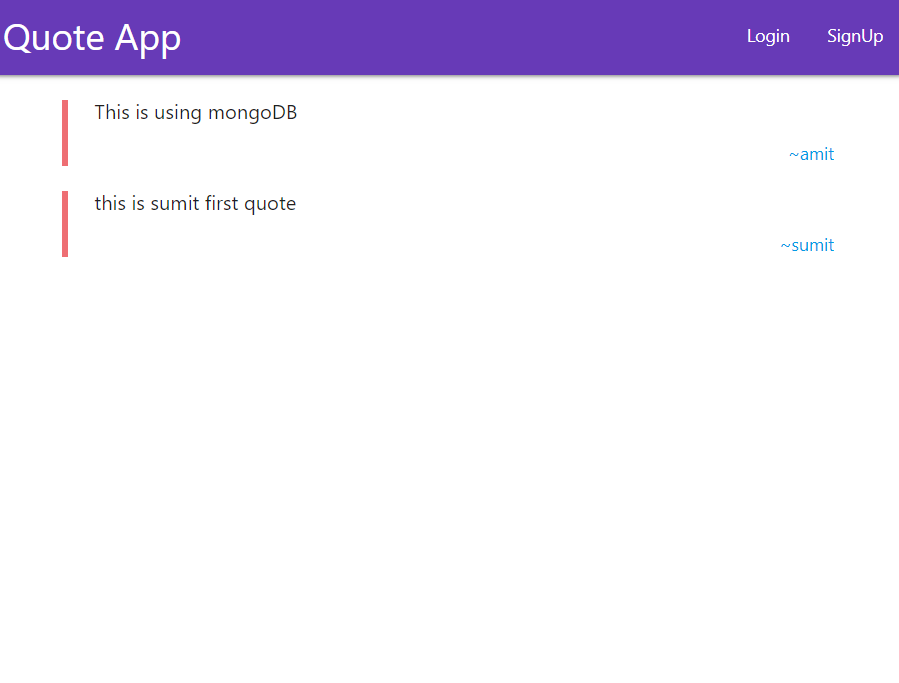 Quote App
Login SignUp
This is using mongoDB
~amit
this is sumit first quote
~sumit